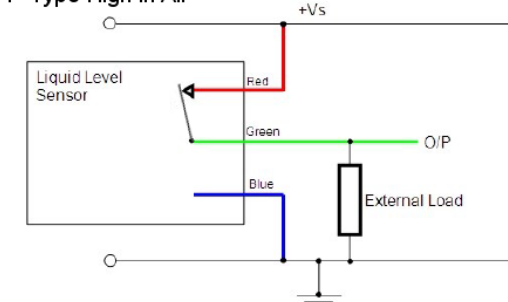 Type High in Air
+Vs
Liquid Level
Sensor
Red
Green
O/P
Blue
External Load